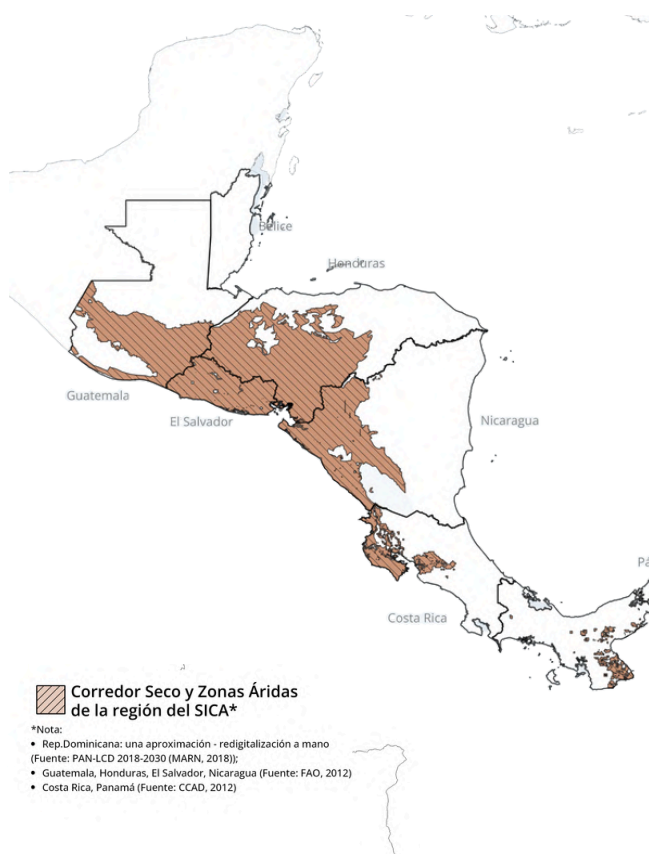 Belice
Honduras
Guatemala
El Salvador
Nicaragua
Pá
Costa Rica
Corredor Seco y Zonas Áridas
de la región del SICA*
*Nota:
• Rep.Dominicana: una aproximación - redigitalización a mano
(Fuente: PAN-LCD 2018-2030 (MARN, 2018));
• Guatemala, Honduras, El Salvador, Nicaragua (Fuente: FAO, 2012)
• Costa Rica, Panamá (Fuente: CCAD, 2012)